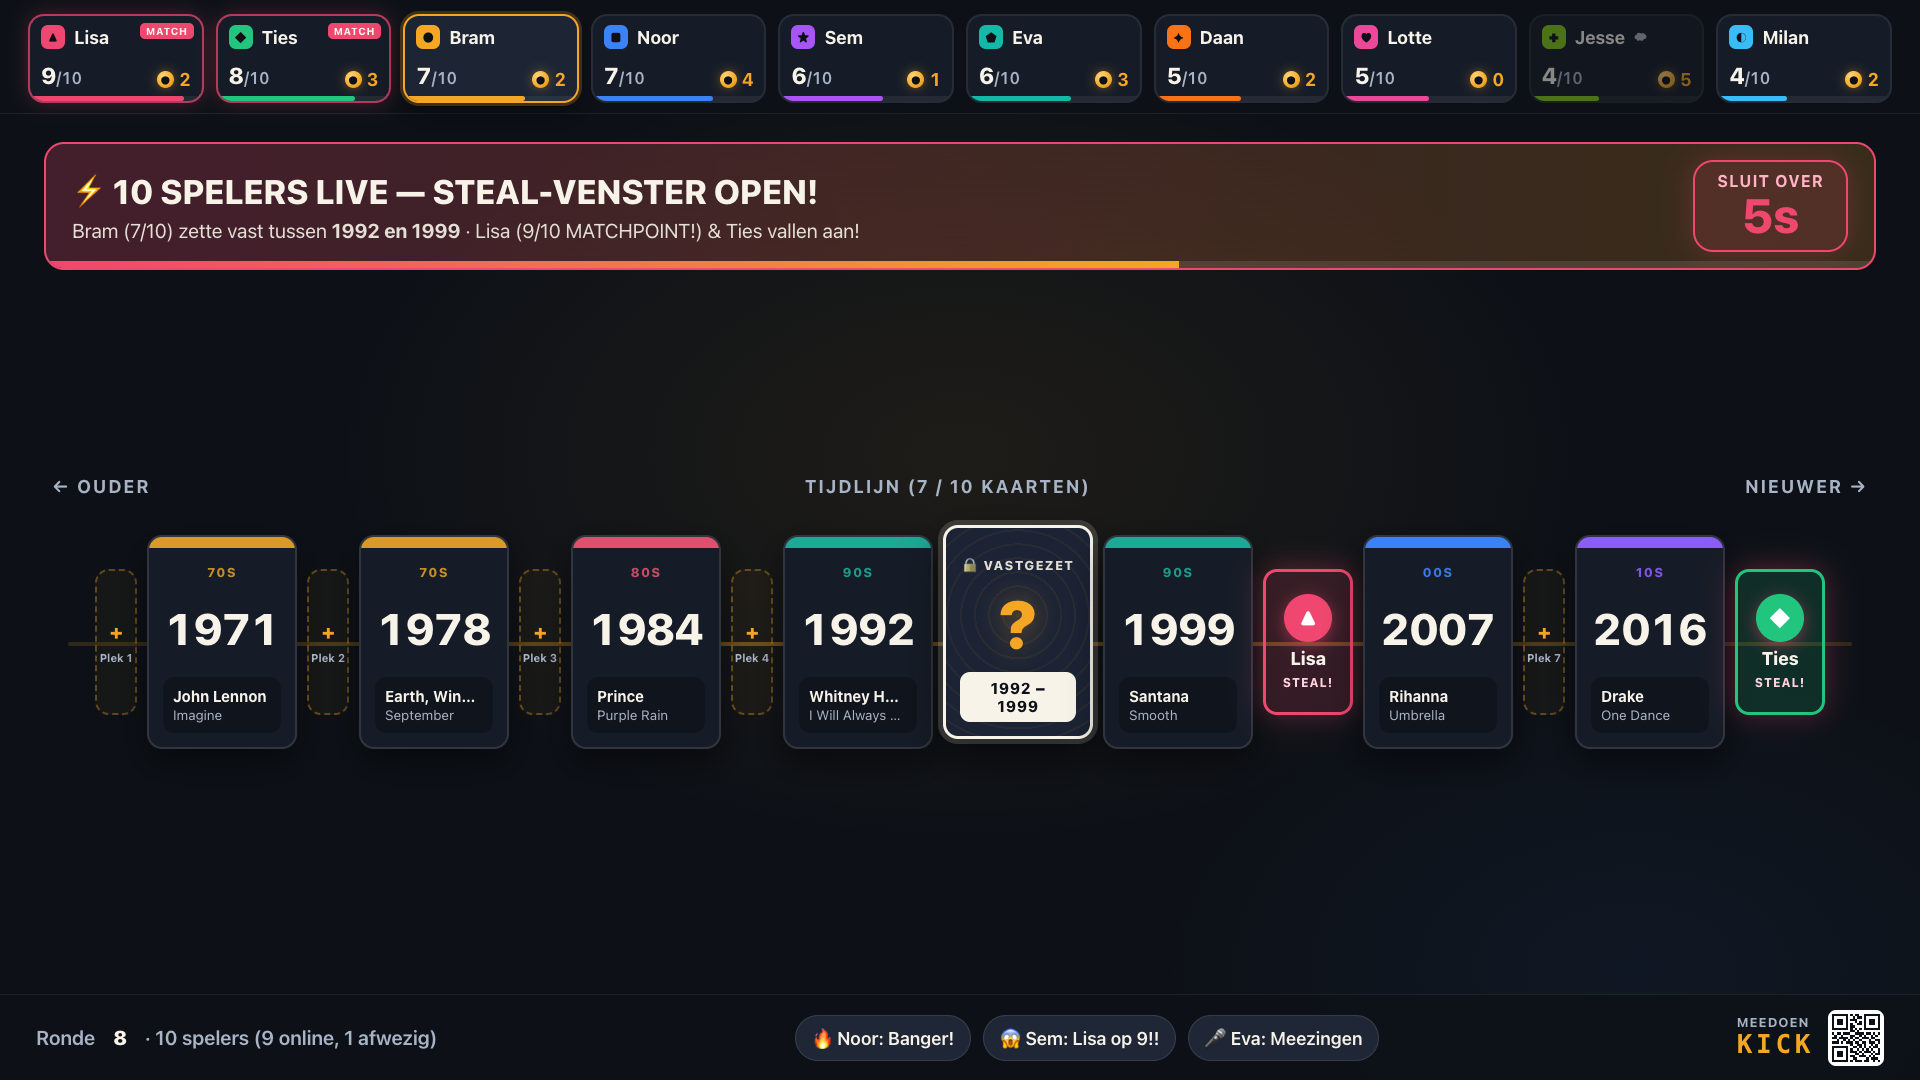 Lisa MATCH
9/10 2
Ties MATCH
8/10 3
Bram
7/10 2
Noor
7/10 4
Sem
6/10 1
Eva
6/10 3
Daan
5/10 2
Lotte
5/10 0
Jesse
4/10 5
Milan
4/10 2
⚡ 10 SPELERS LIVE — STEAL-VENSTER OPEN!
Bram (7/10) zette vast tussen 1992 en 1999 · Lisa (9/10 MATCHPOINT!) & Ties vallen aan!
SLUIT OVER
5s
← OUDER
TIJDLIJN (7 / 10 KAARTEN)
NIEUWER →
+
Plek 1
70S
1971
John Lennon
Imagine
+
Plek 2
70S
1978
Earth, Win...
September
+
Plek 3
80S
1984
Prince
Purple Rain
+
Plek 4
90S
1992
Whitney H...
I Will Always ...
🔒 VASTGEZET
?
1992 –
1999
90S
1999
Santana
Smooth
Lisa
STEAL!
00S
2007
Rihanna
Umbrella
+
Plek 7
10S
2016
Drake
One Dance
Ties
STEAL!
Ronde 8 · 10 spelers (9 online, 1 afwezig)
🔥 Noor: Banger!
😱 Sem: Lisa op 9!!
🎤 Eva: Meezingen
MEEDOEN
KICK